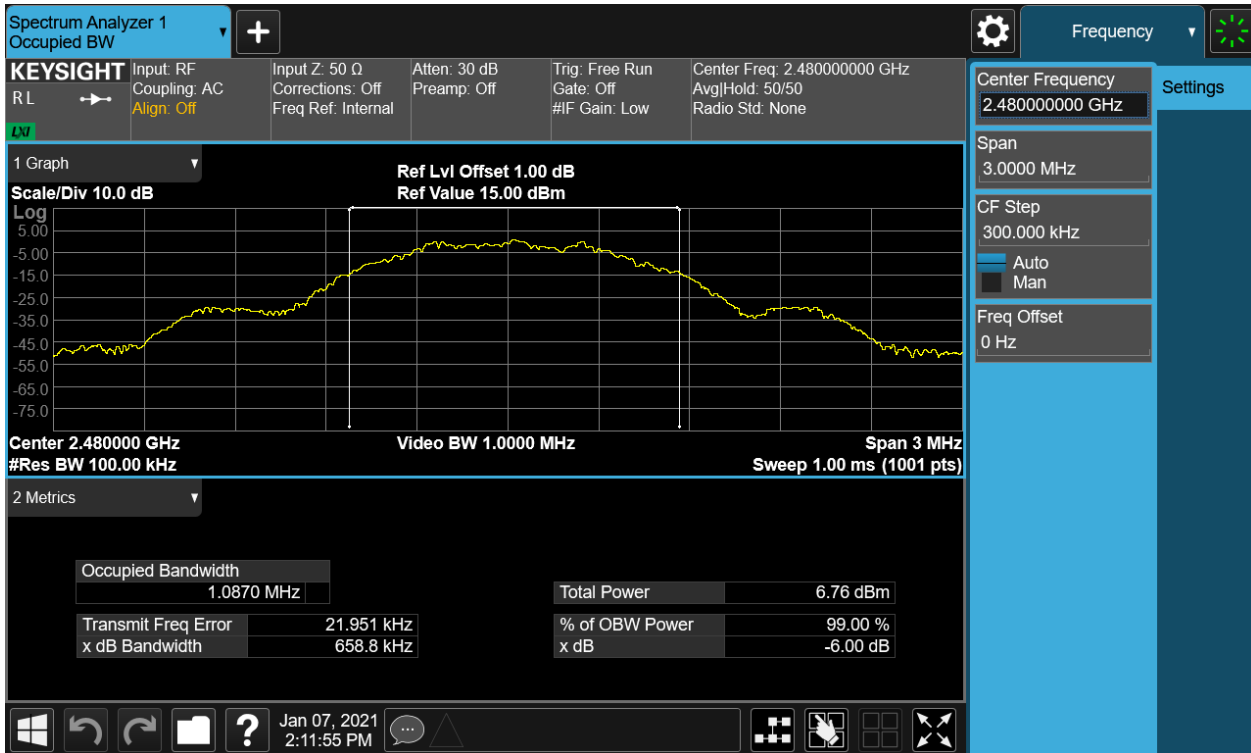 Spectrum Analyzer 1
Occupied BW
Frequency
KEYSIGHT
R L
LXI
Input: RF
Coupling: AC
Align: Off
Input Z: 50 Ω
Corrections: Off
Freq Ref: Internal
Atten: 30 dB
Preamp: Off
Trig: Free Run
Gate: Off
#IF Gain: Low
Center Freq: 2.480000000 GHz
Avg|Hold: 50/50
Radio Std: None
Center Frequency
2.480000000 GHz
Settings
Span
3.0000 MHz
CF Step
300.000 kHz
Auto
Man
Freq Offset
0 Hz
1 Graph
Scale/Div 10.0 dB
Ref Lvl Offset 1.00 dB
Ref Value 15.00 dBm
Log
5.00
-5.00
-15.0
-25.0
-35.0
-45.0
-55.0
-65.0
-75.0
Center 2.480000 GHz
#Res BW 100.00 kHz
Video BW 1.0000 MHz
Span 3 MHz
Sweep 1.00 ms (1001 pts)
2 Metrics
Occupied Bandwidth
1.0870 MHz
Transmit Freq Error 21.951 kHz
x dB Bandwidth 658.8 kHz
Total Power 6.76 dBm
% of OBW Power 99.00 %
x dB -6.00 dB
Jan 07, 2021
2:11:55 PM